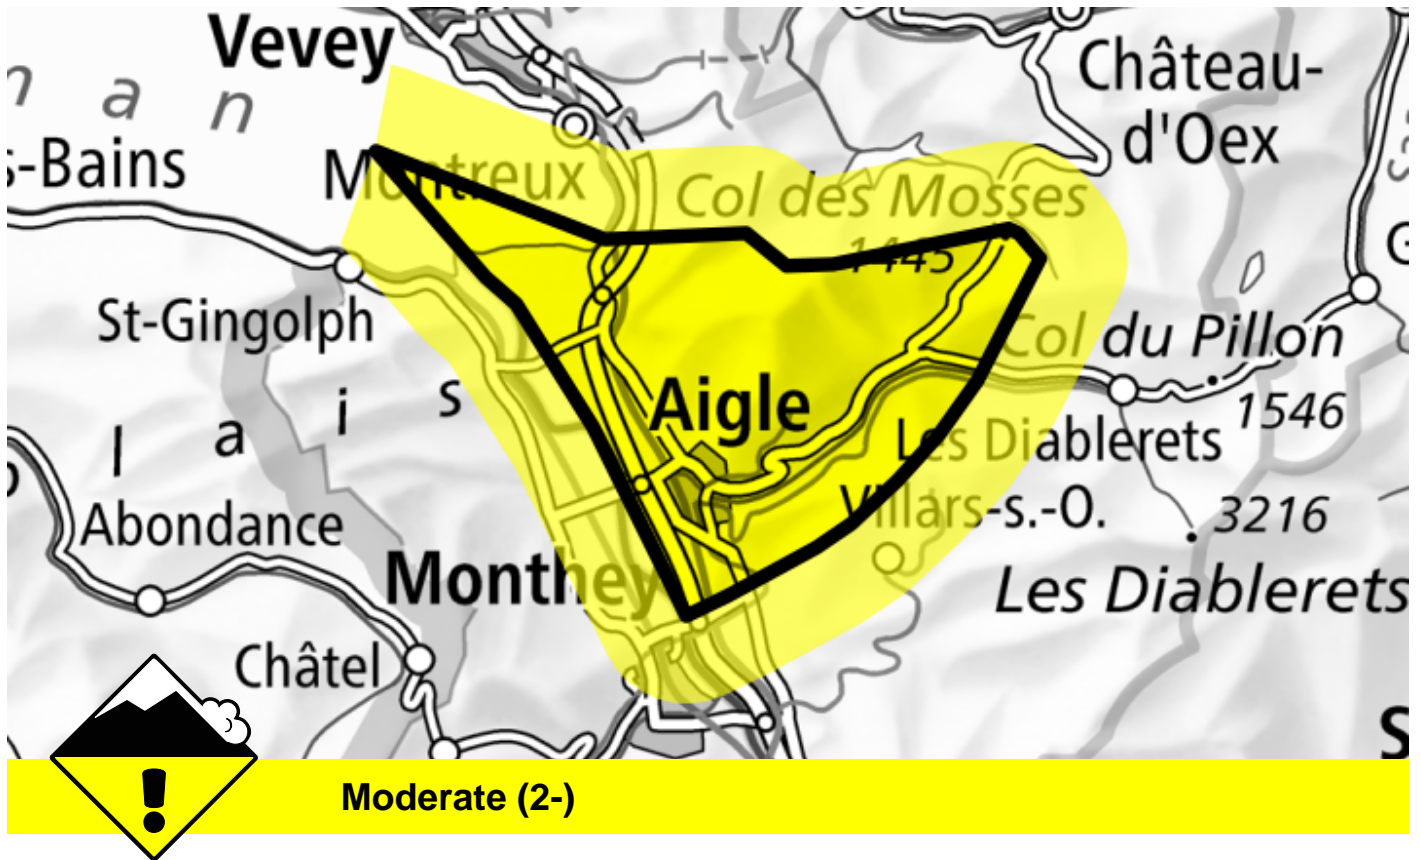 Vevey
Château-
d'Oex
n a n
s-Bains
Montreux
Col des Mosses
1445
St-Gingolph
Col du Pillon
1546
l a i s
Aigle
Les Diablerets
Abondance
Villars-s.-O.
3216
Monthey
Les Diablerets
Châtel
S
Moderate (2-)